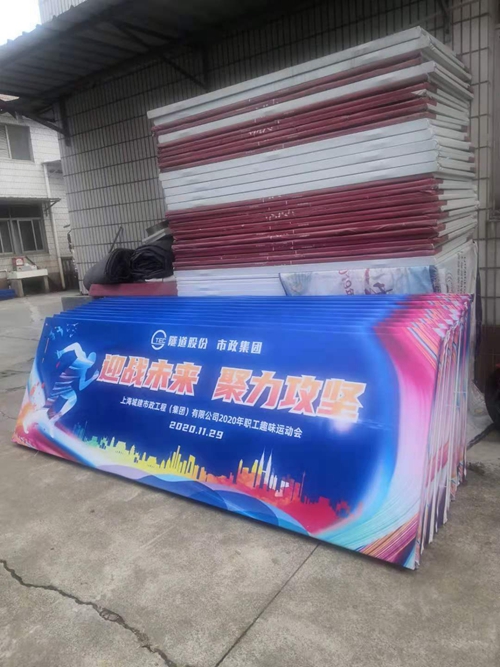 隧道股份 市政集团
迎战未来 聚力攻坚
上海城建市政工程（集团）有限公司2020年职工趣味运动会
2020.11.29